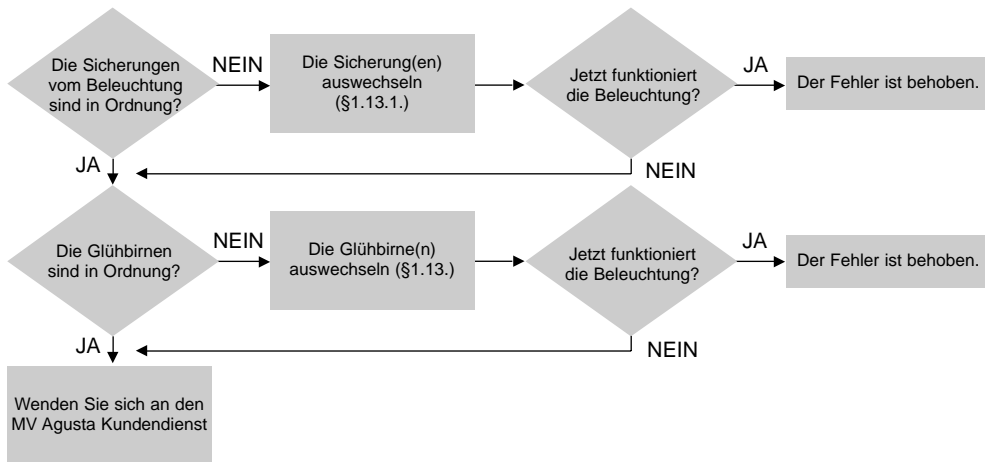 Die Sicherungen
vom Beleuchtung
sind in Ordnung?
NEIN
Die Sicherung(en)
auswechseln
(§1.13.1.)
Jetzt funktioniert
die Beleuchtung?
JA
Der Fehler ist behoben.
JA
NEIN
Die Glühbirnen
sind in Ordnung?
NEIN
Die Glühbirne(n)
auswechseln (§1.13.)
Jetzt funktioniert
die Beleuchtung?
JA
Der Fehler ist behoben.
JA
NEIN
Wenden Sie sich an den
MV Agusta Kundendienst